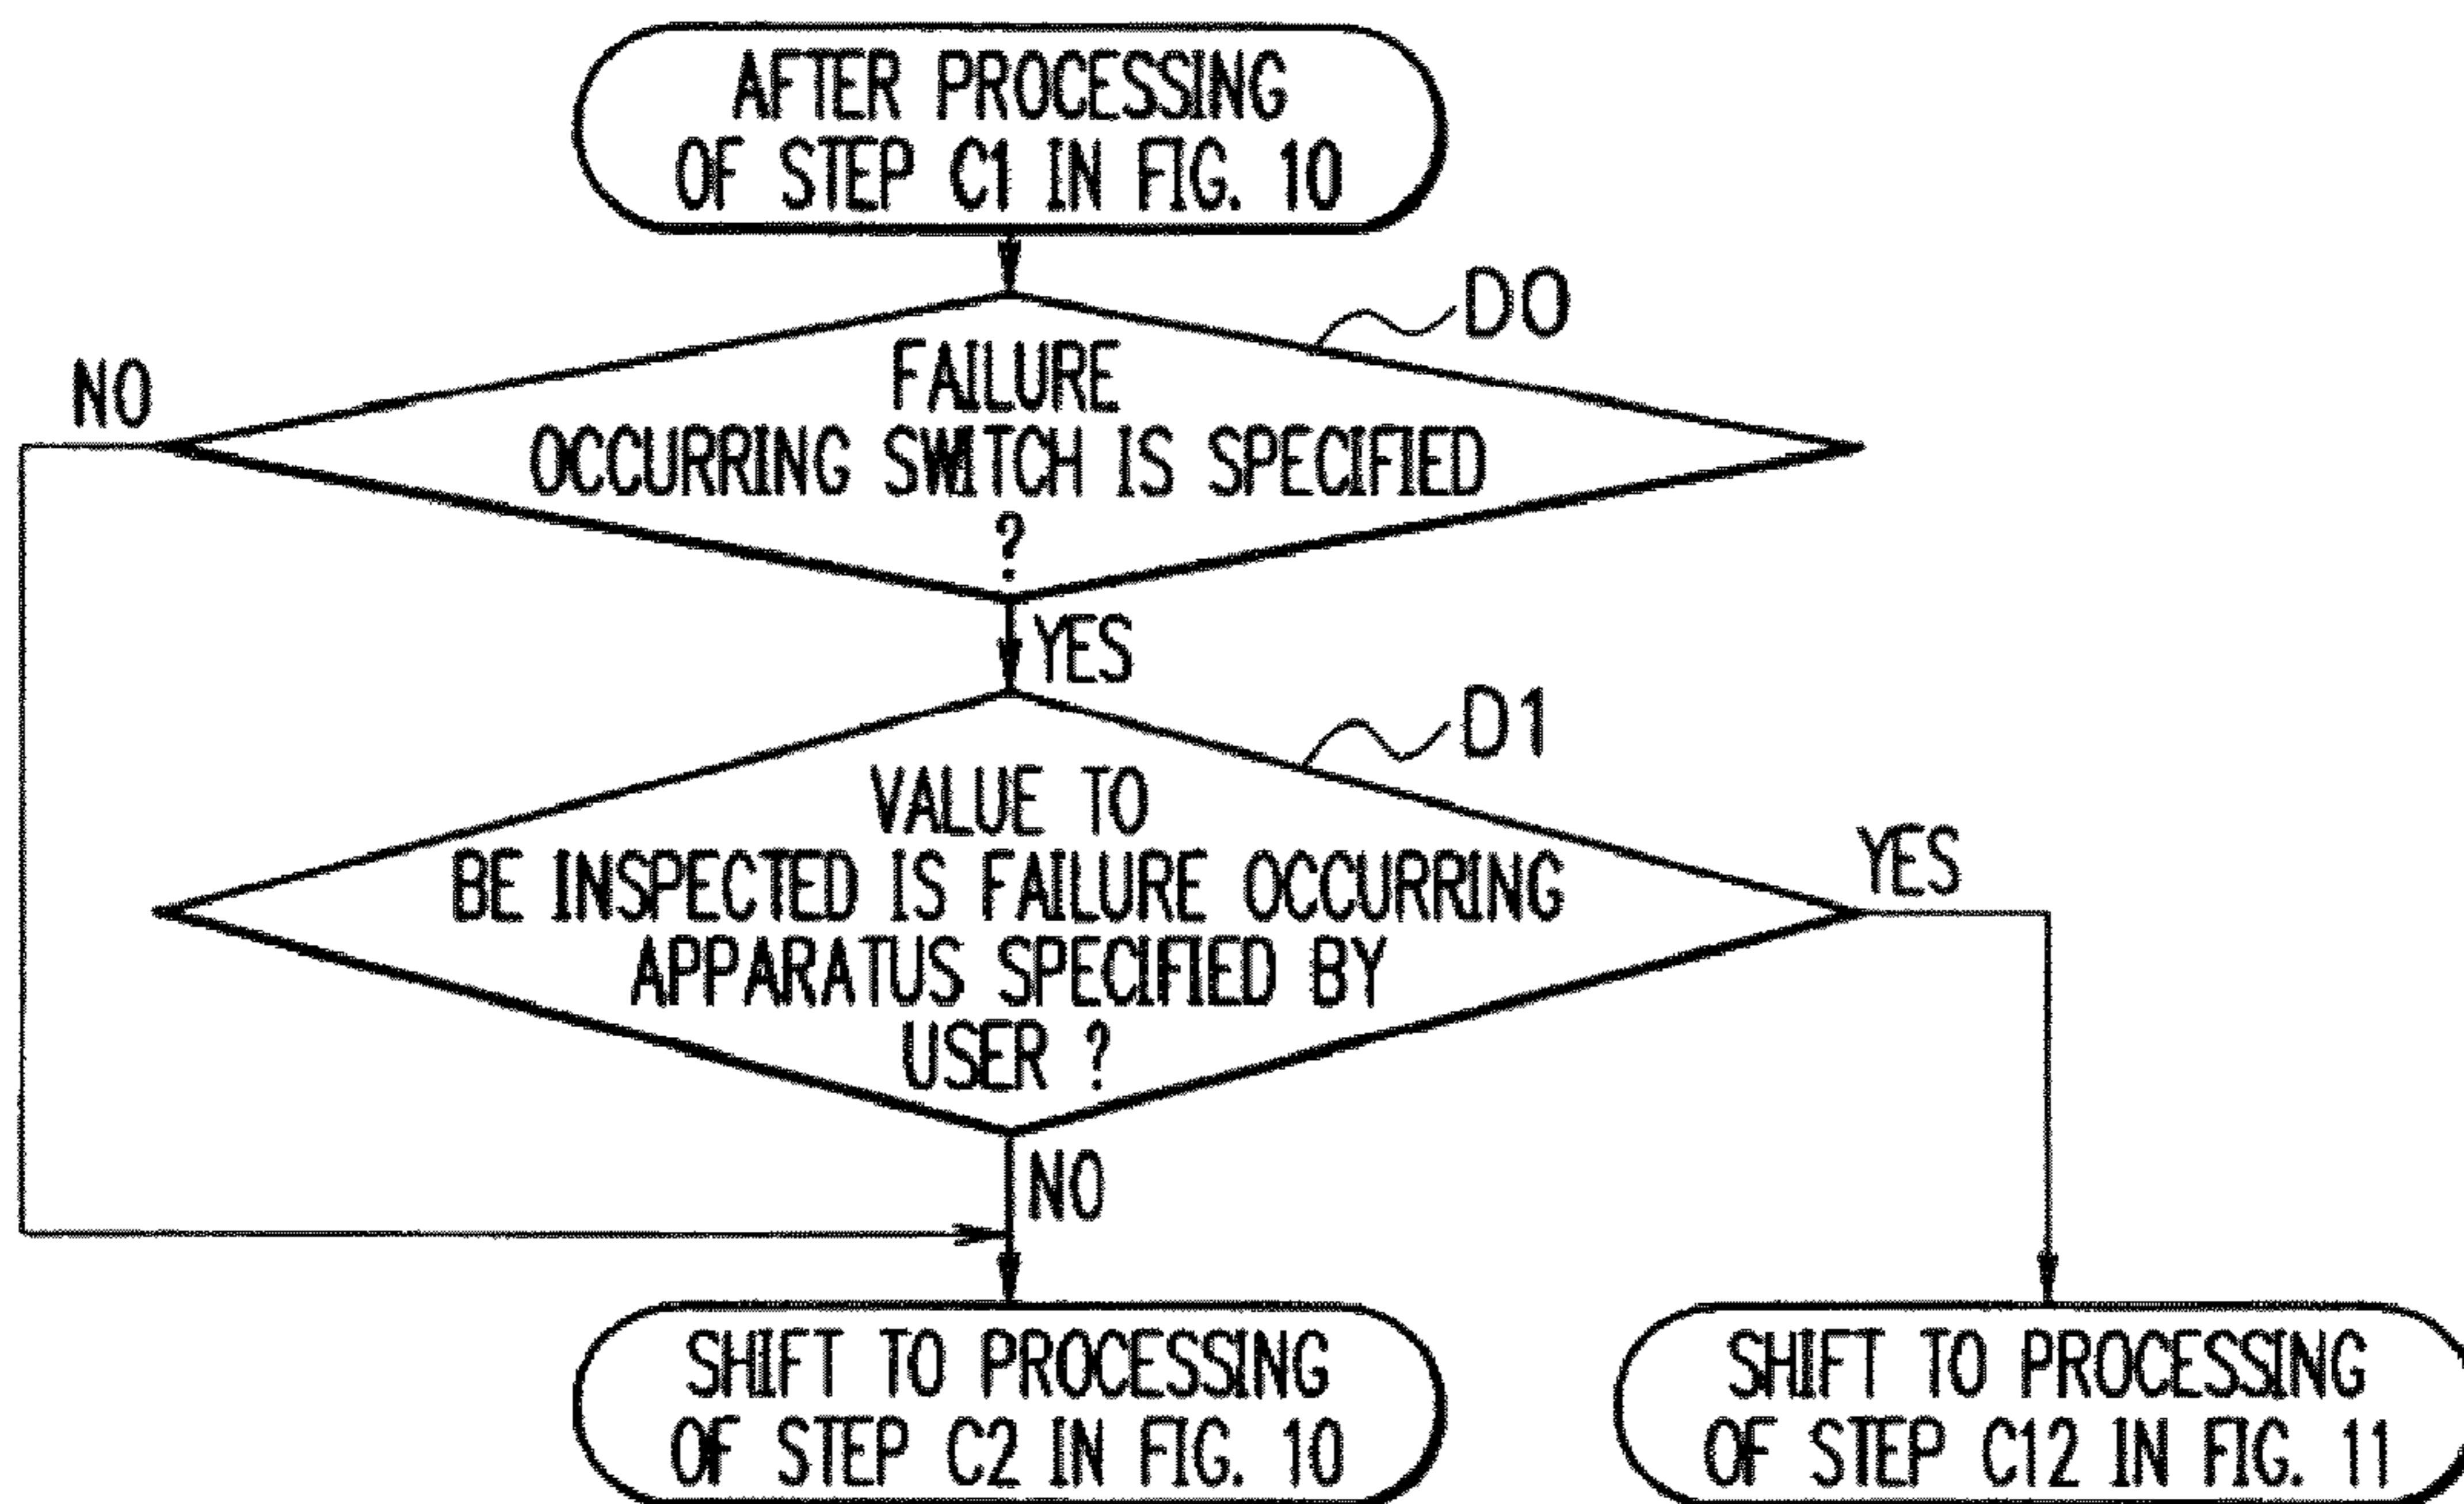 AFTER PROCESSING
OF STEP C1 IN FIG. 10
D0
NO
FAILURE
OCCURRING SWITCH IS SPECIFIED
?
YES
D1
VALUE TO
BE INSPECTED IS FAILURE OCCURRING
APPARATUS SPECIFIED BY
USER ?
YES
NO
SHIFT TO PROCESSING
OF STEP C2 IN FIG. 10
SHIFT TO PROCESSING
OF STEP C12 IN FIG. 11